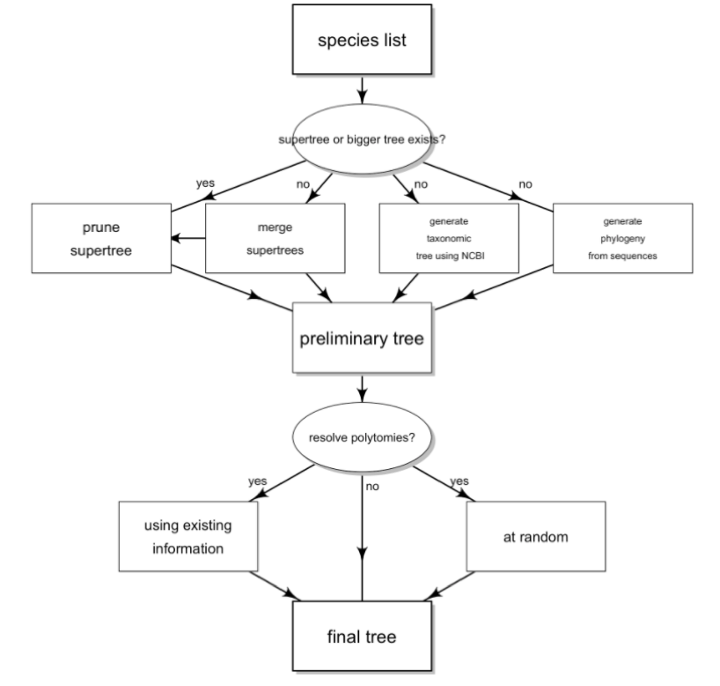 species list
supertree or bigger tree exists?
yes
no
no
no
prune
supertree
merge
supertrees
generate
taxonomic
tree using NCBI
generate
phylogeny
from sequences
preliminary tree
resolve polytomies?
yes
no
yes
using existing
information
at random
final tree